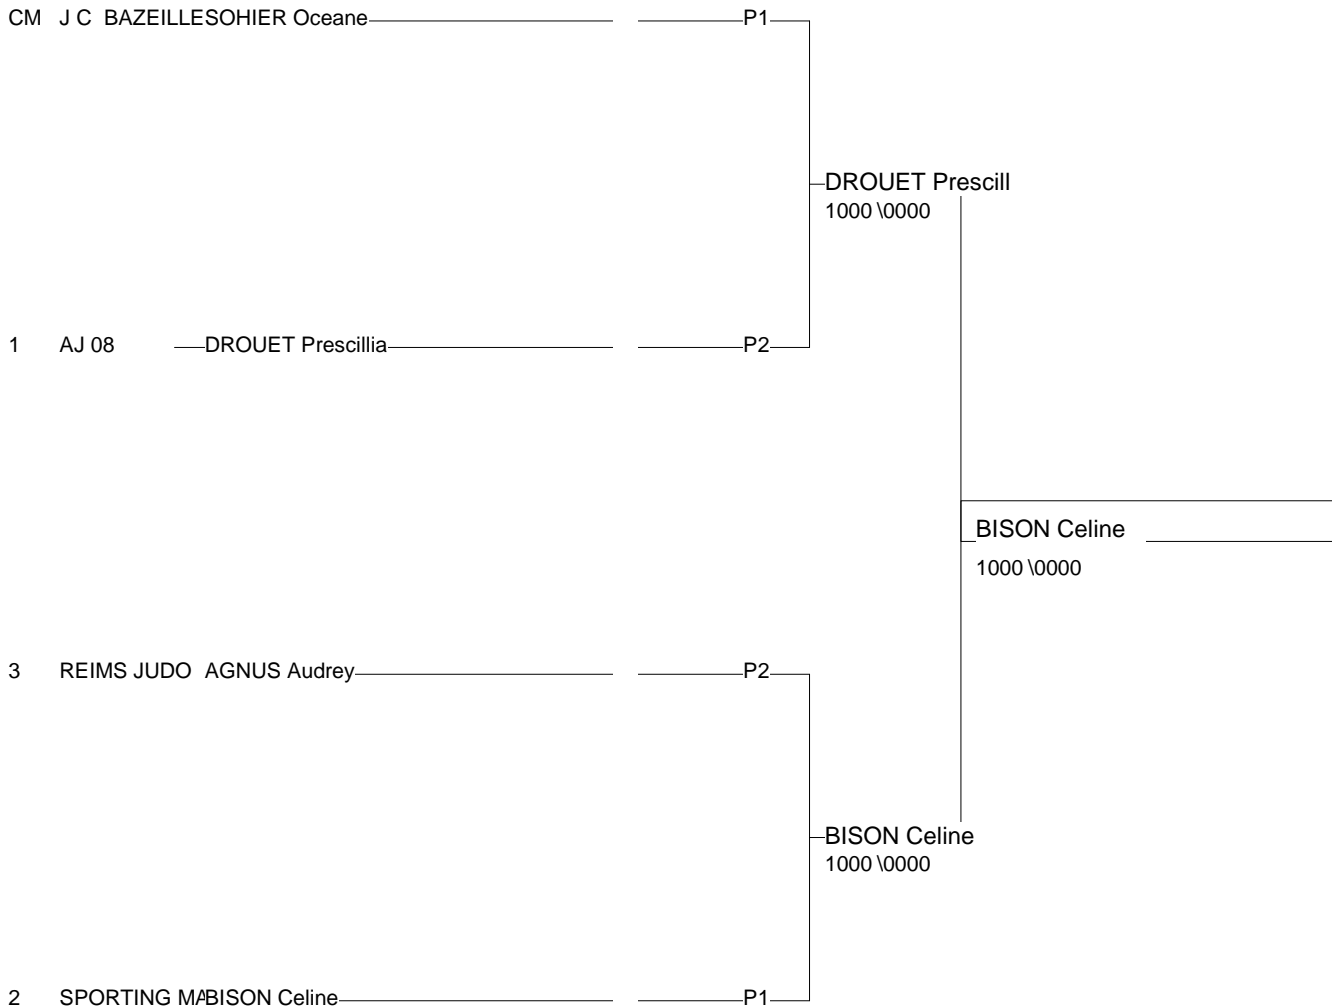 CM J C BAZEILLESOHIER Oceane P1
DROUET Prescill
1000 \0000
1 AJ 08 DROUET Prescillia P2
BISON Celine
1000 \0000
3 REIMS JUDO AGNUS Audrey P2
BISON Celine
1000 \0000
2 SPORTING MABISON Celine P1